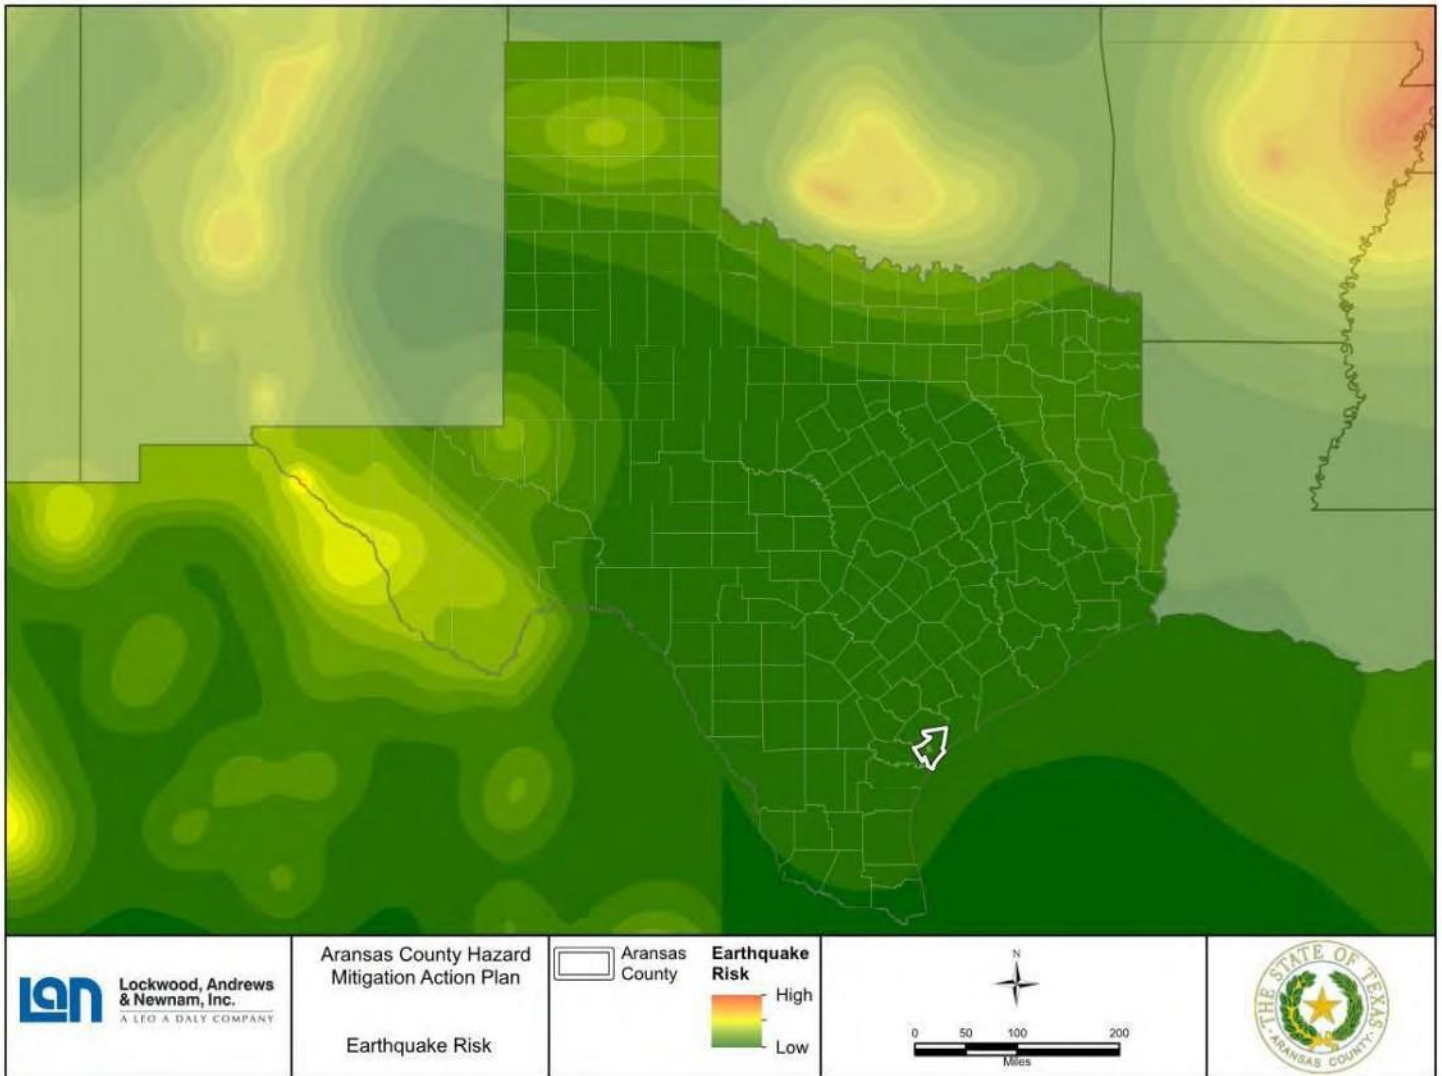 Lockwood, Andrews
& Newnam, Inc.
A LEO A DALY COMPANY
Aransas County Hazard
Mitigation Action Plan
Earthquake Risk
Aransas
County
Earthquake
Risk
High
Low
N
0 50 100 200
Miles
THE STATE OF TEXAS
ARANSAS COUNTY
LAN